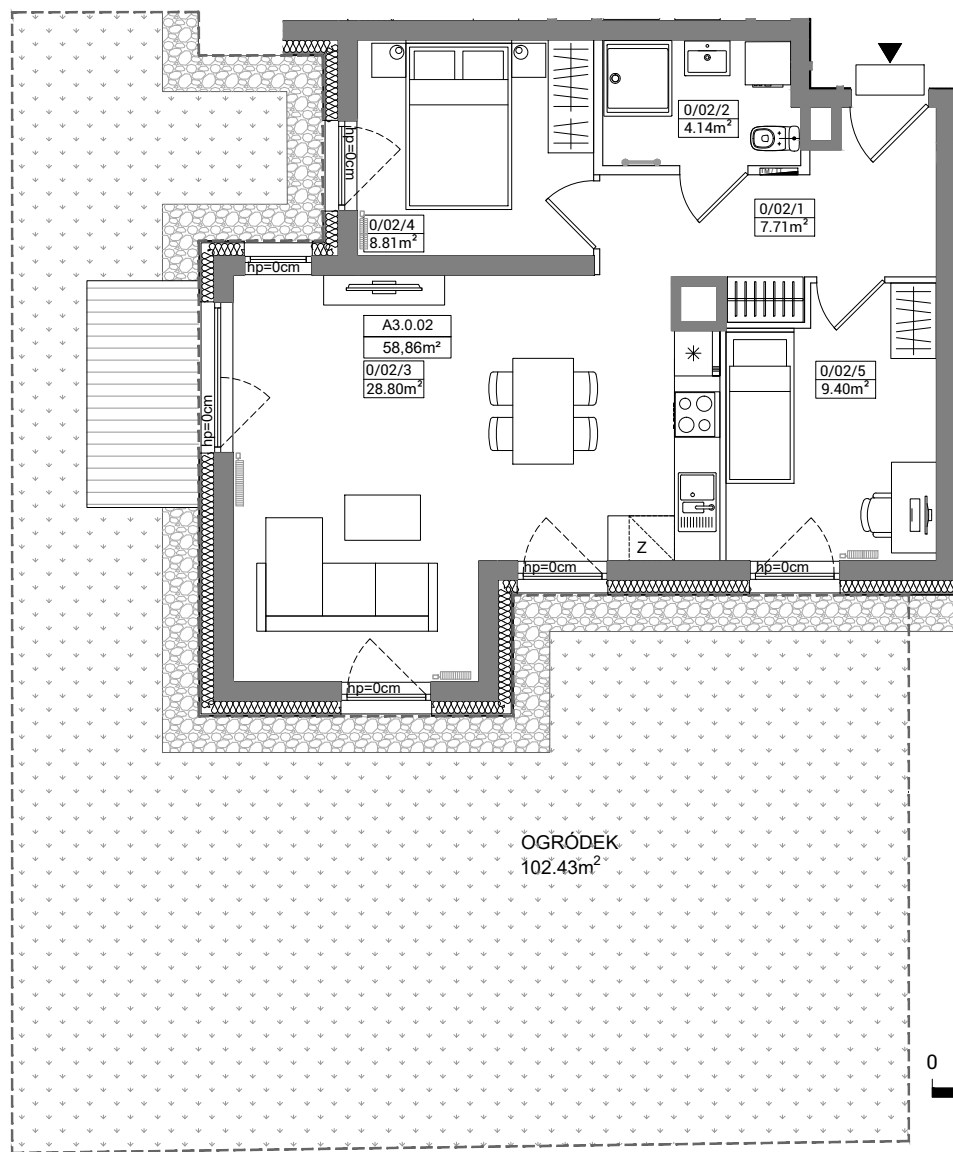 0/02/2
4.14m²
hp=0cm
0/02/4
8.81m²
0/02/1
7.71m²
hp=0cm
A3.0.02
58,86m²
0/02/3
28.80m²
0/02/5
9.40m²
hp=0cm
Z
hp=0cm
hp=0cm
hp=0cm
OGRÓDEK
102.43m²
0